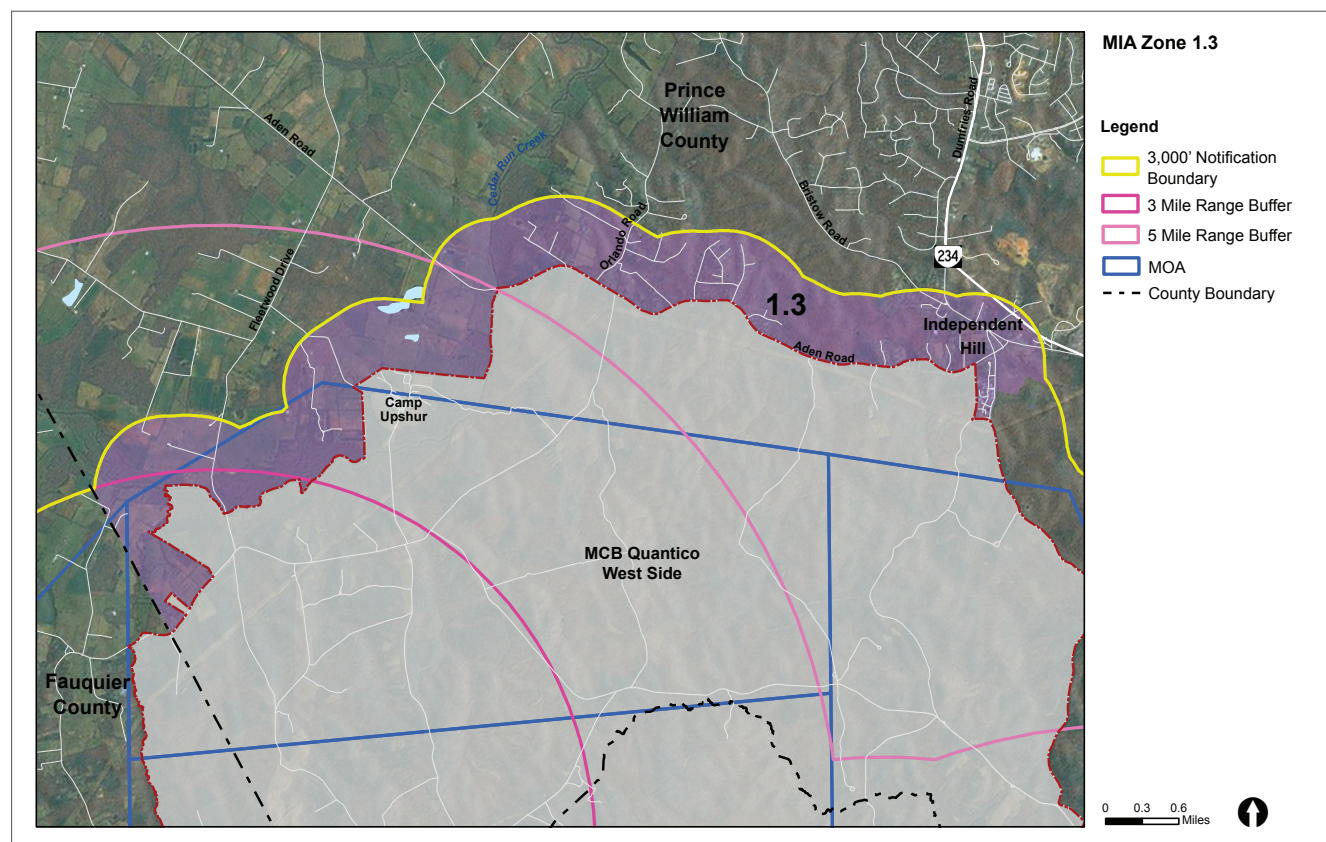 MIA Zone 1.3
Prince
William
County
Dumfries Road
Aden Road
Cedar Run Creek
Bristow Road
Orlando Road
Fleetwood Drive
234
1.3
Independent
Hill
Aden Road
Camp
Upshur
MCB Quantico
West Side
Fauquier
County
Legend
3,000’ Notification
Boundary
3 Mile Range Buffer
5 Mile Range Buffer
MOA
County Boundary
0 0.3 0.6
Miles